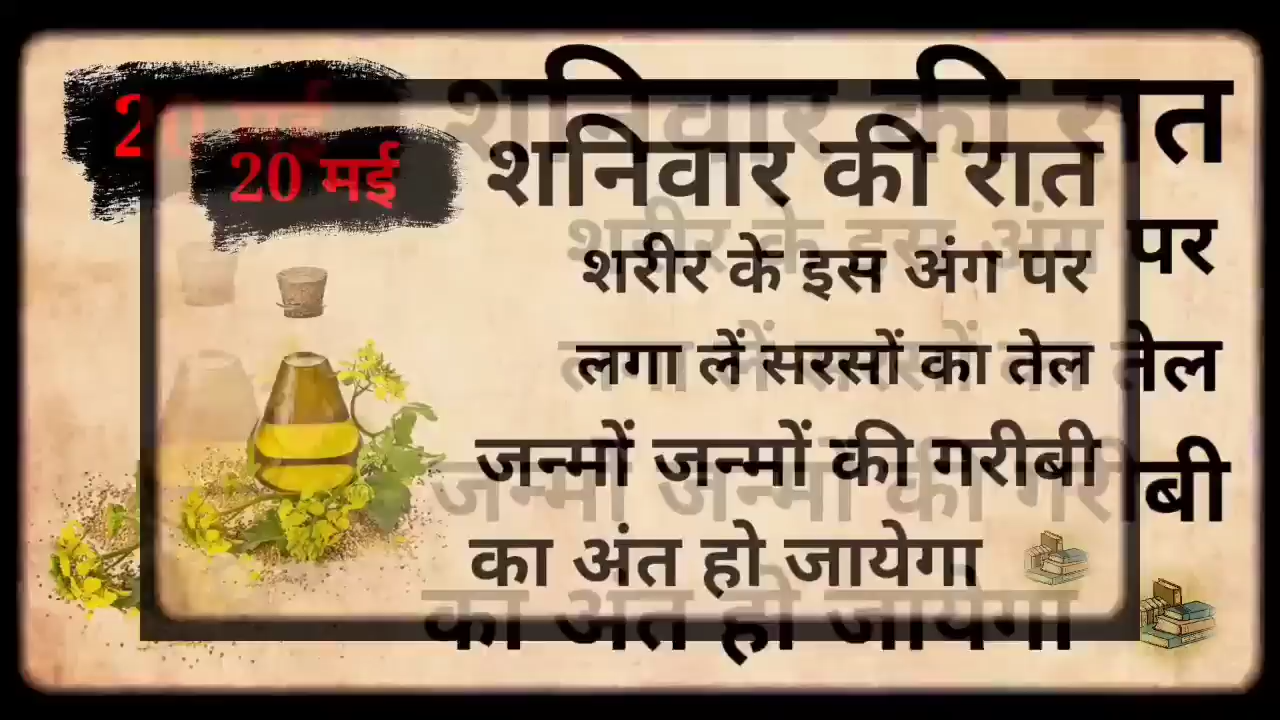 20 मई शनिवार की रात
शरीर के इस अंग पर
लगा लें सरसों का तेल
जन्मों जन्मों की गरीबी
का अंत हो जायेगा